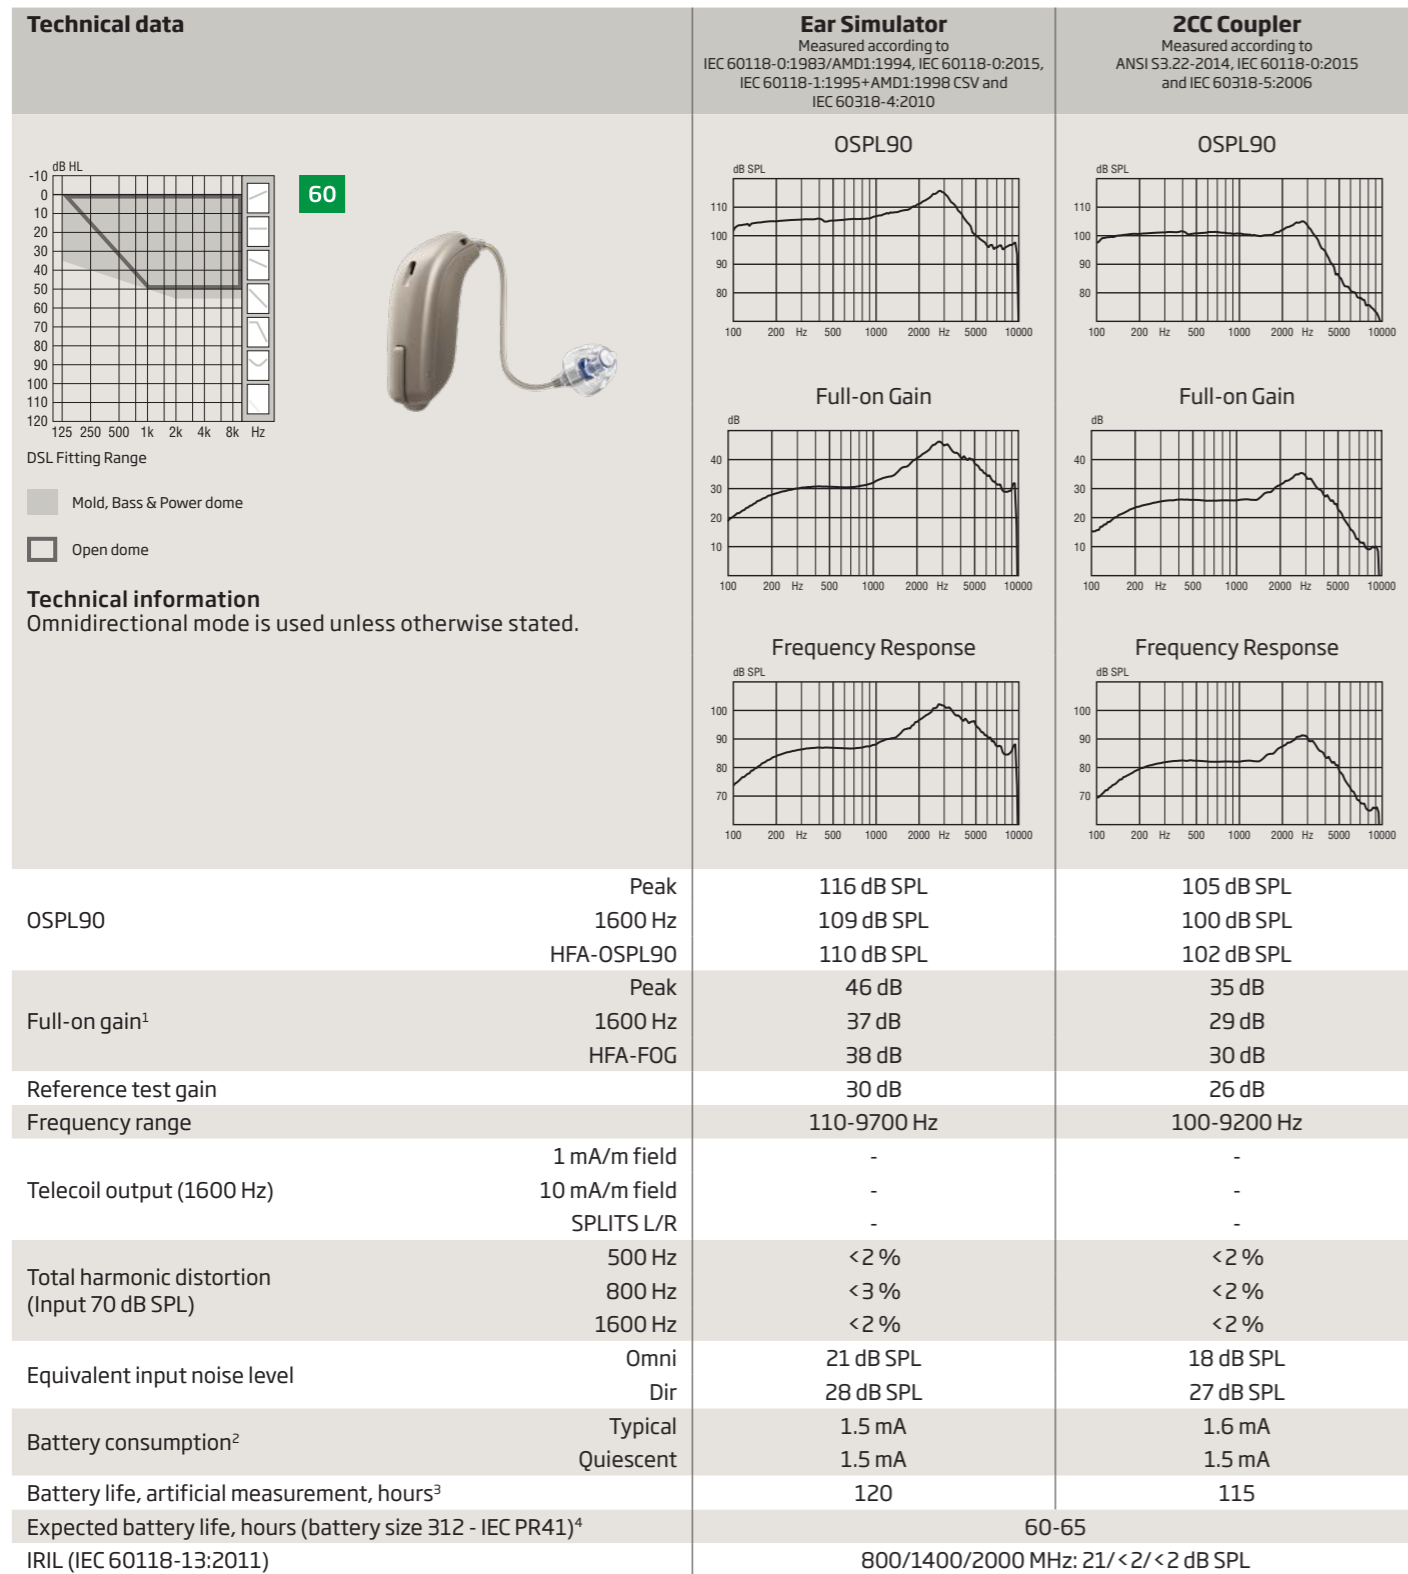 Technical data
Ear Simulator
Measured according to
IEC 60118-0:1983/AMD1:1994, IEC 60118-0:2015,
IEC 60118-1:1995+AMD1:1998 CSV and
IEC 60318-4:2010
2CC Coupler
Measured according to
ANSI S3.22-2014, IEC 60118-0:2015
and IEC 60318-5:2006
dB HL
-10
0
10
20
30
40
50
60
70
80
90
100
110
120
125 250 500 1k 2k 4k 8k Hz
60
DSL Fitting Range
Mold, Bass & Power dome
Open dome
Technical information
Omnidirectional mode is used unless otherwise stated.
OSPL90
dB SPL
110
100
90
80
100 200 Hz 500 1000 2000 Hz 5000 10000
OSPL90
dB SPL
110
100
90
80
100 200 Hz 500 1000 2000 Hz 5000 10000
Full-on Gain
dB
40
30
20
10
100 200 Hz 500 1000 2000 Hz 5000 10000
Full-on Gain
dB
40
30
20
10
100 200 Hz 500 1000 2000 Hz 5000 10000
Frequency Response
dB SPL
100
90
80
70
100 200 Hz 500 1000 2000 Hz 5000 10000
Frequency Response
dB SPL
100
90
80
70
100 200 Hz 500 1000 2000 Hz 5000 10000
OSPL90
Peak 116 dB SPL 105 dB SPL
1600 Hz 109 dB SPL 100 dB SPL
HFA-OSPL90 110 dB SPL 102 dB SPL
Full-on gain¹
Peak 46 dB 35 dB
1600 Hz 37 dB 29 dB
HFA-FOG 38 dB 30 dB
Reference test gain 30 dB 26 dB
Frequency range 110-9700 Hz 100-9200 Hz
Telecoil output (1600 Hz)
1 mA/m field - -
10 mA/m field - -
SPLITS L/R - -
Total harmonic distortion
(Input 70 dB SPL)
500 Hz <2 % <2 %
800 Hz <3 % <2 %
1600 Hz <2 % <2 %
Equivalent input noise level
Omni 21 dB SPL 18 dB SPL
Dir 28 dB SPL 27 dB SPL
Battery consumption²
Typical 1.5 mA 1.6 mA
Quiescent 1.5 mA 1.5 mA
Battery life, artificial measurement, hours³ 120 115
Expected battery life, hours (battery size 312 - IEC PR41)⁴ 60-65
IRIL (IEC 60118-13:2011) 800/1400/2000 MHz: 21/<2/<2 dB SPL